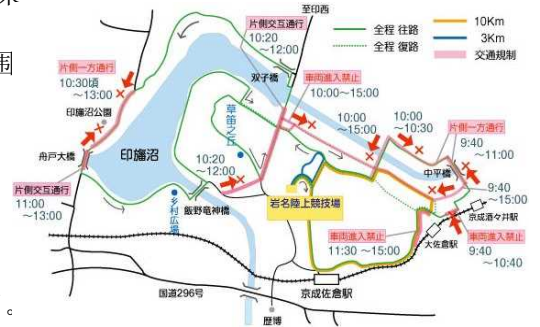 至印西
全程 往路
全程 復路
10Km
3Km
交通規制
片側交互通行
10:20
～12:00
片側一方通行
10:30頃
～13:00
印旛沼公園
双子橋
車両進入禁止
10:00～15:00
草笛之丘
10:00
～15:00
10:00
～10:30
片側一方通行
9:40
～11:00
中平橋
舟戸大橋
印旛沼
10:20
～12:00
片側交互通行
11:00
～13:00
乡村広場
飯野竜神橋
岩名陸上競技場
9:40
～15:00
京成酒々井駅
車両進入禁止
11:30～15:00
大佐倉駅
車両進入禁止
9:40
～10:40
国道296号
京成佐倉駅
歴博
。